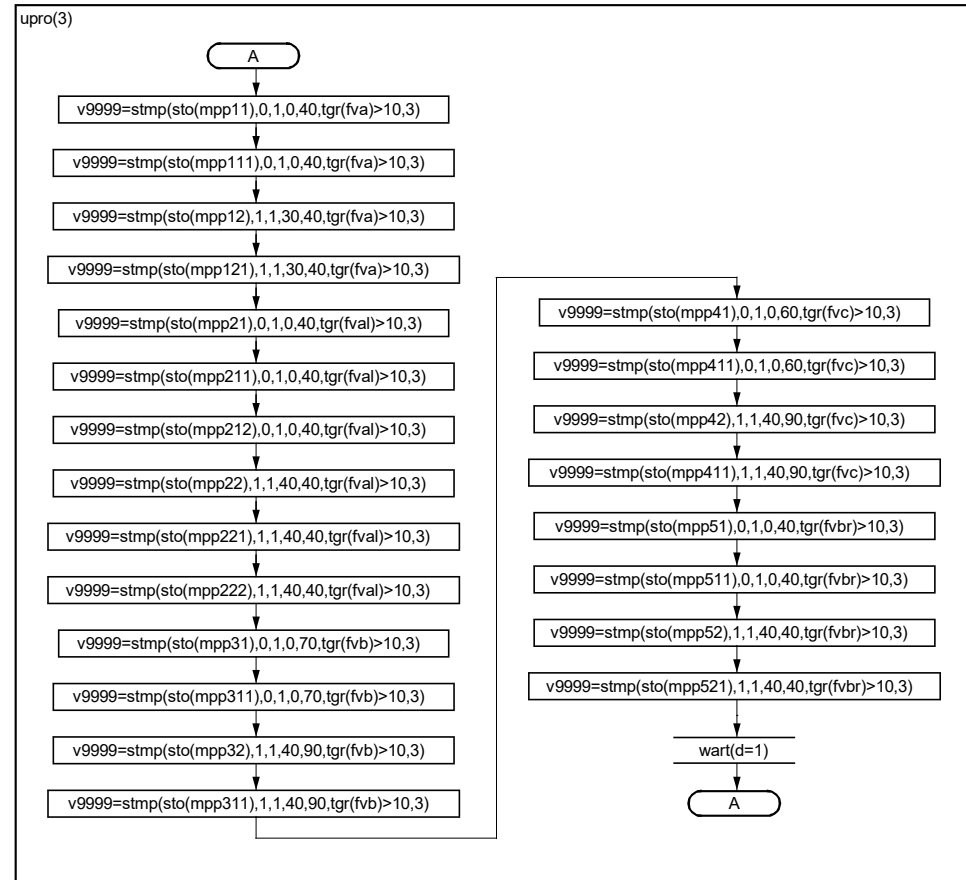 upro(3)
A
v9999=stmp(sto(mpp11),0,1,0,40,tgr(fva)>10,3)
v9999=stmp(sto(mpp111),0,1,0,40,tgr(fva)>10,3)
v9999=stmp(sto(mpp12),1,1,30,40,tgr(fva)>10,3)
v9999=stmp(sto(mpp121),1,1,30,40,tgr(fva)>10,3)
v9999=stmp(sto(mpp21),0,1,0,40,tgr(fval)>10,3)
v9999=stmp(sto(mpp211),0,1,0,40,tgr(fval)>10,3)
v9999=stmp(sto(mpp212),0,1,0,40,tgr(fval)>10,3)
v9999=stmp(sto(mpp22),1,1,40,40,tgr(fval)>10,3)
v9999=stmp(sto(mpp221),1,1,40,40,tgr(fval)>10,3)
v9999=stmp(sto(mpp222),1,1,40,40,tgr(fval)>10,3)
v9999=stmp(sto(mpp31),0,1,0,70,tgr(fvb)>10,3)
v9999=stmp(sto(mpp311),0,1,0,70,tgr(fvb)>10,3)
v9999=stmp(sto(mpp32),1,1,40,90,tgr(fvb)>10,3)
v9999=stmp(sto(mpp311),1,1,40,90,tgr(fvb)>10,3)
v9999=stmp(sto(mpp41),0,1,0,60,tgr(fvc)>10,3)
v9999=stmp(sto(mpp411),0,1,0,60,tgr(fvc)>10,3)
v9999=stmp(sto(mpp42),1,1,40,90,tgr(fvc)>10,3)
v9999=stmp(sto(mpp411),1,1,40,90,tgr(fvc)>10,3)
v9999=stmp(sto(mpp51),0,1,0,40,tgr(fvbr)>10,3)
v9999=stmp(sto(mpp511),0,1,0,40,tgr(fvbr)>10,3)
v9999=stmp(sto(mpp52),1,1,40,40,tgr(fvbr)>10,3)
v9999=stmp(sto(mpp521),1,1,40,40,tgr(fvbr)>10,3)
wart(d=1)
A